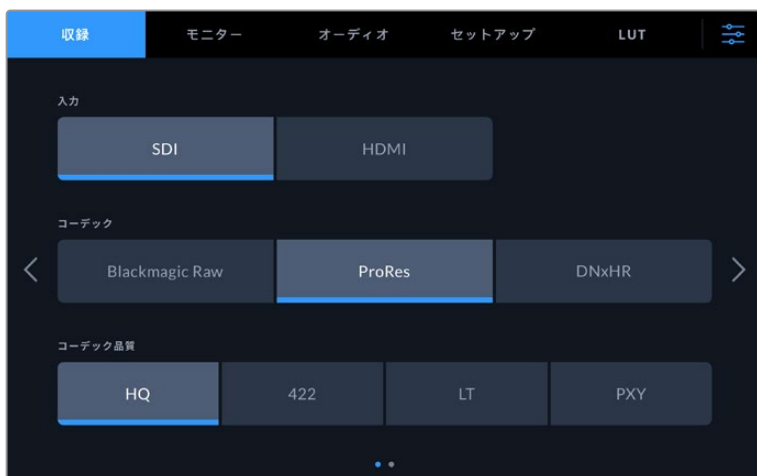 収録 モニター オーディオ セットアップ LUT
入力
SDI HDMI
コーデック
Blackmagic Raw ProRes DNxHR
コーデック品質
HQ 422 LT PXY